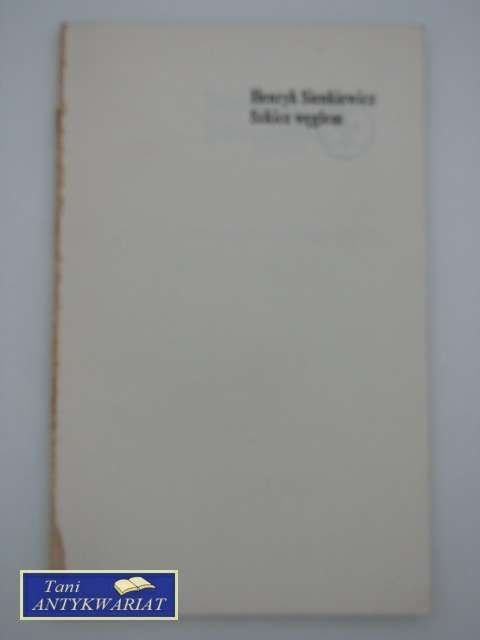 Henryk Sienkiewicz
Szkice węglem
Tani
ANTYKWARIAT